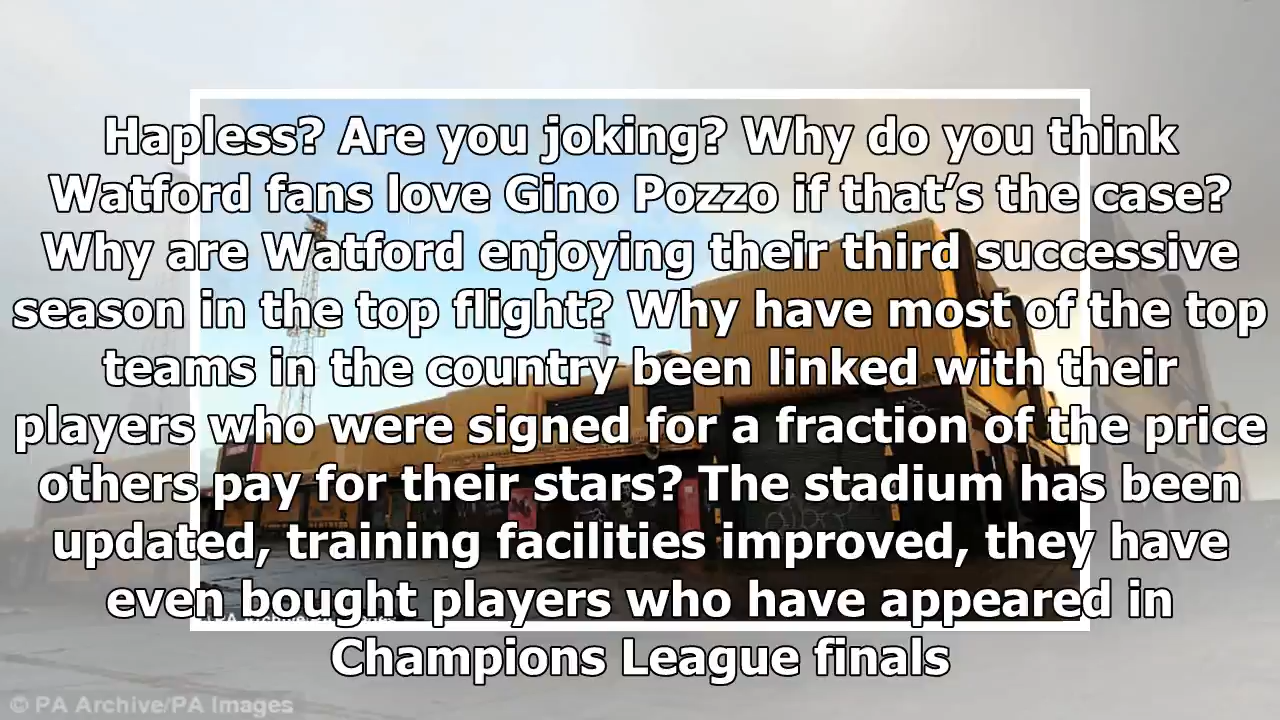 Hapless? Are you joking? Why do you think
Watford fans love Gino Pozzo if that’s the case?
Why are Watford enjoying their third successive
season in the top flight? Why have most of the top
teams in the country been linked with their
players who were signed for a fraction of the price
others pay for their stars? The stadium has been
updated, training facilities improved, they have
even bought players who have appeared in
Champions League finals
© PA Archive/PA Images